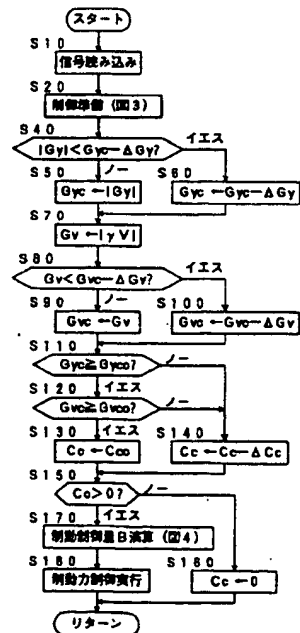 スタート
S10
信号読み込み
S20
制御準備(図3)
S40
|Gy|<Gyc−ΔGy?
イエス
S50
ノー
S60
Gyc←|Gy|
Gyc←Gyc−ΔGy
S70
Gv←|γV|
S80
Gv<Gvc−ΔGv?
イエス
S90
ノー
S100
Gvc←Gv
Gvc←Gvc−ΔGv
S110
Gyc≧Gyco?
ノー
S120
イエス
Gvc≧Gvco?
ノー
S130
イエス
S140
Cc←Cco
Cc←Cc−ΔCc
S150
Cc>0?
ノー
S170
イエス
制動制御量B演算(図4)
S180
S160
制動力制御実行
Cc←0
リターン